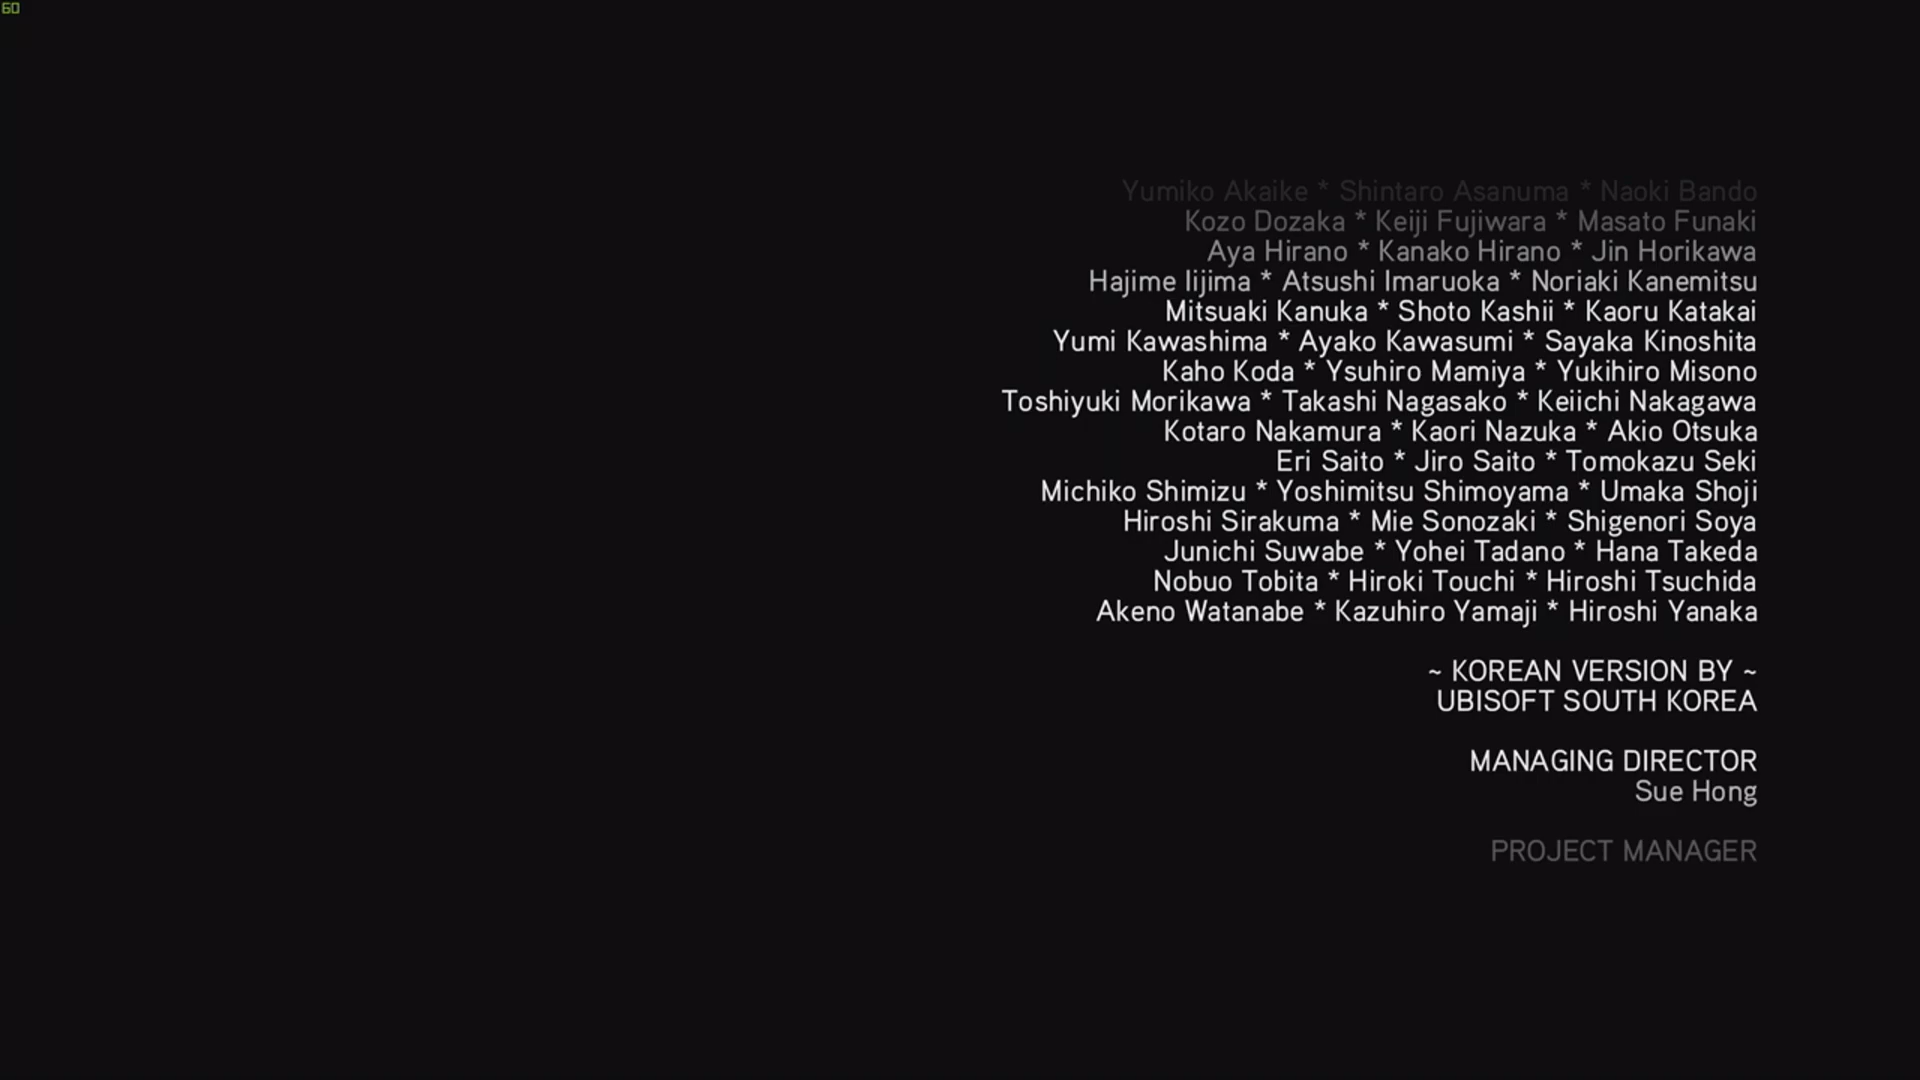 60
Yumiko Akaike * Shintaro Asanuma * Naoki Bando
Kozo Dozaka * Keiji Fujiwara * Masato Funaki
Aya Hirano * Kanako Hirano * Jin Horikawa
Hajime Iijima * Atsushi Imaruoka * Noriaki Kanemitsu
Mitsuaki Kanuka * Shoto Kashii * Kaoru Katakai
Yumi Kawashima * Ayako Kawasumi * Sayaka Kinoshita
Kaho Koda * Ysuhiro Mamiya * Yukihiro Misono
Toshiyuki Morikawa * Takashi Nagasako * Keiichi Nakagawa
Kotaro Nakamura * Kaori Nazuka * Akio Otsuka
Eri Saito * Jiro Saito * Tomokazu Seki
Michiko Shimizu * Yoshimitsu Shimoyama * Umaka Shoji
Hiroshi Sirakuma * Mie Sonozaki * Shigenori Soya
Junichi Suwabe * Yohei Tadano * Hana Takeda
Nobuo Tobita * Hiroki Touchi * Hiroshi Tsuchida
Akeno Watanabe * Kazuhiro Yamaji * Hiroshi Yanaka
~ KOREAN VERSION BY ~
UBISOFT SOUTH KOREA
MANAGING DIRECTOR
Sue Hong
PROJECT MANAGER